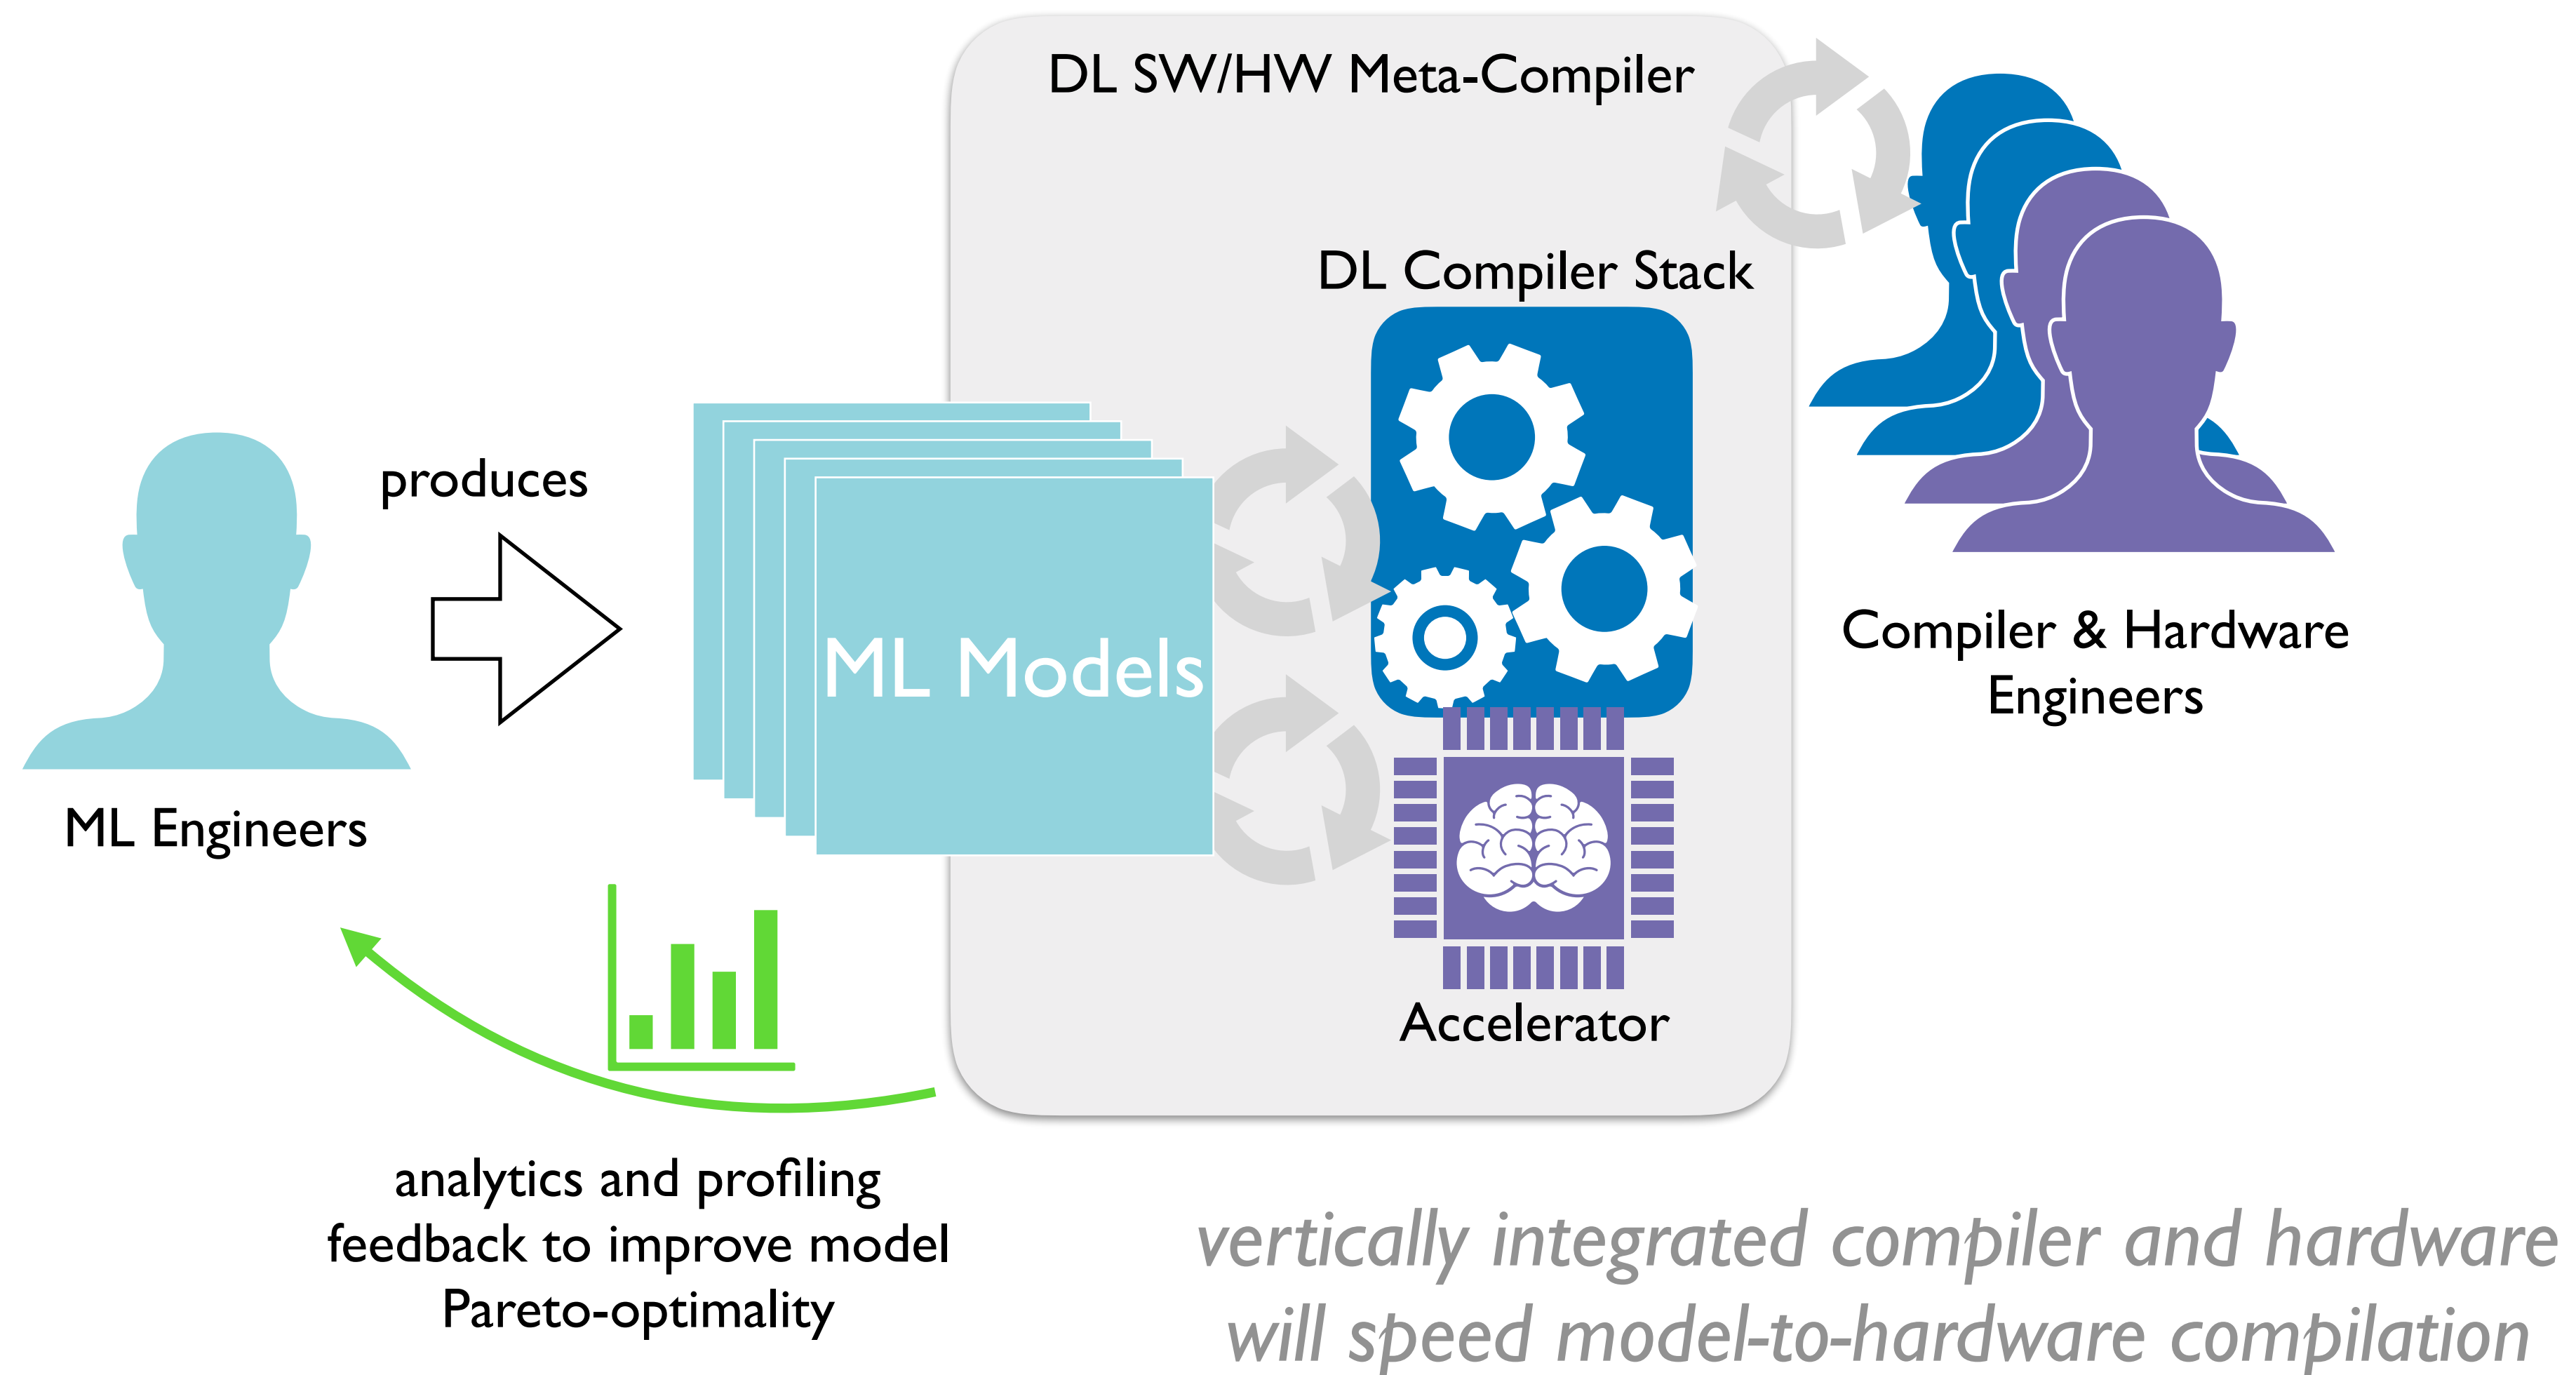 DL SW/HW Meta-Compiler
DL Compiler Stack
produces
ML Models
ML Engineers
Compiler & Hardware
Engineers
Accelerator
analytics and profiling
feedback to improve model
Pareto-optimality
vertically integrated compiler and hardware
will speed model-to-hardware compilation